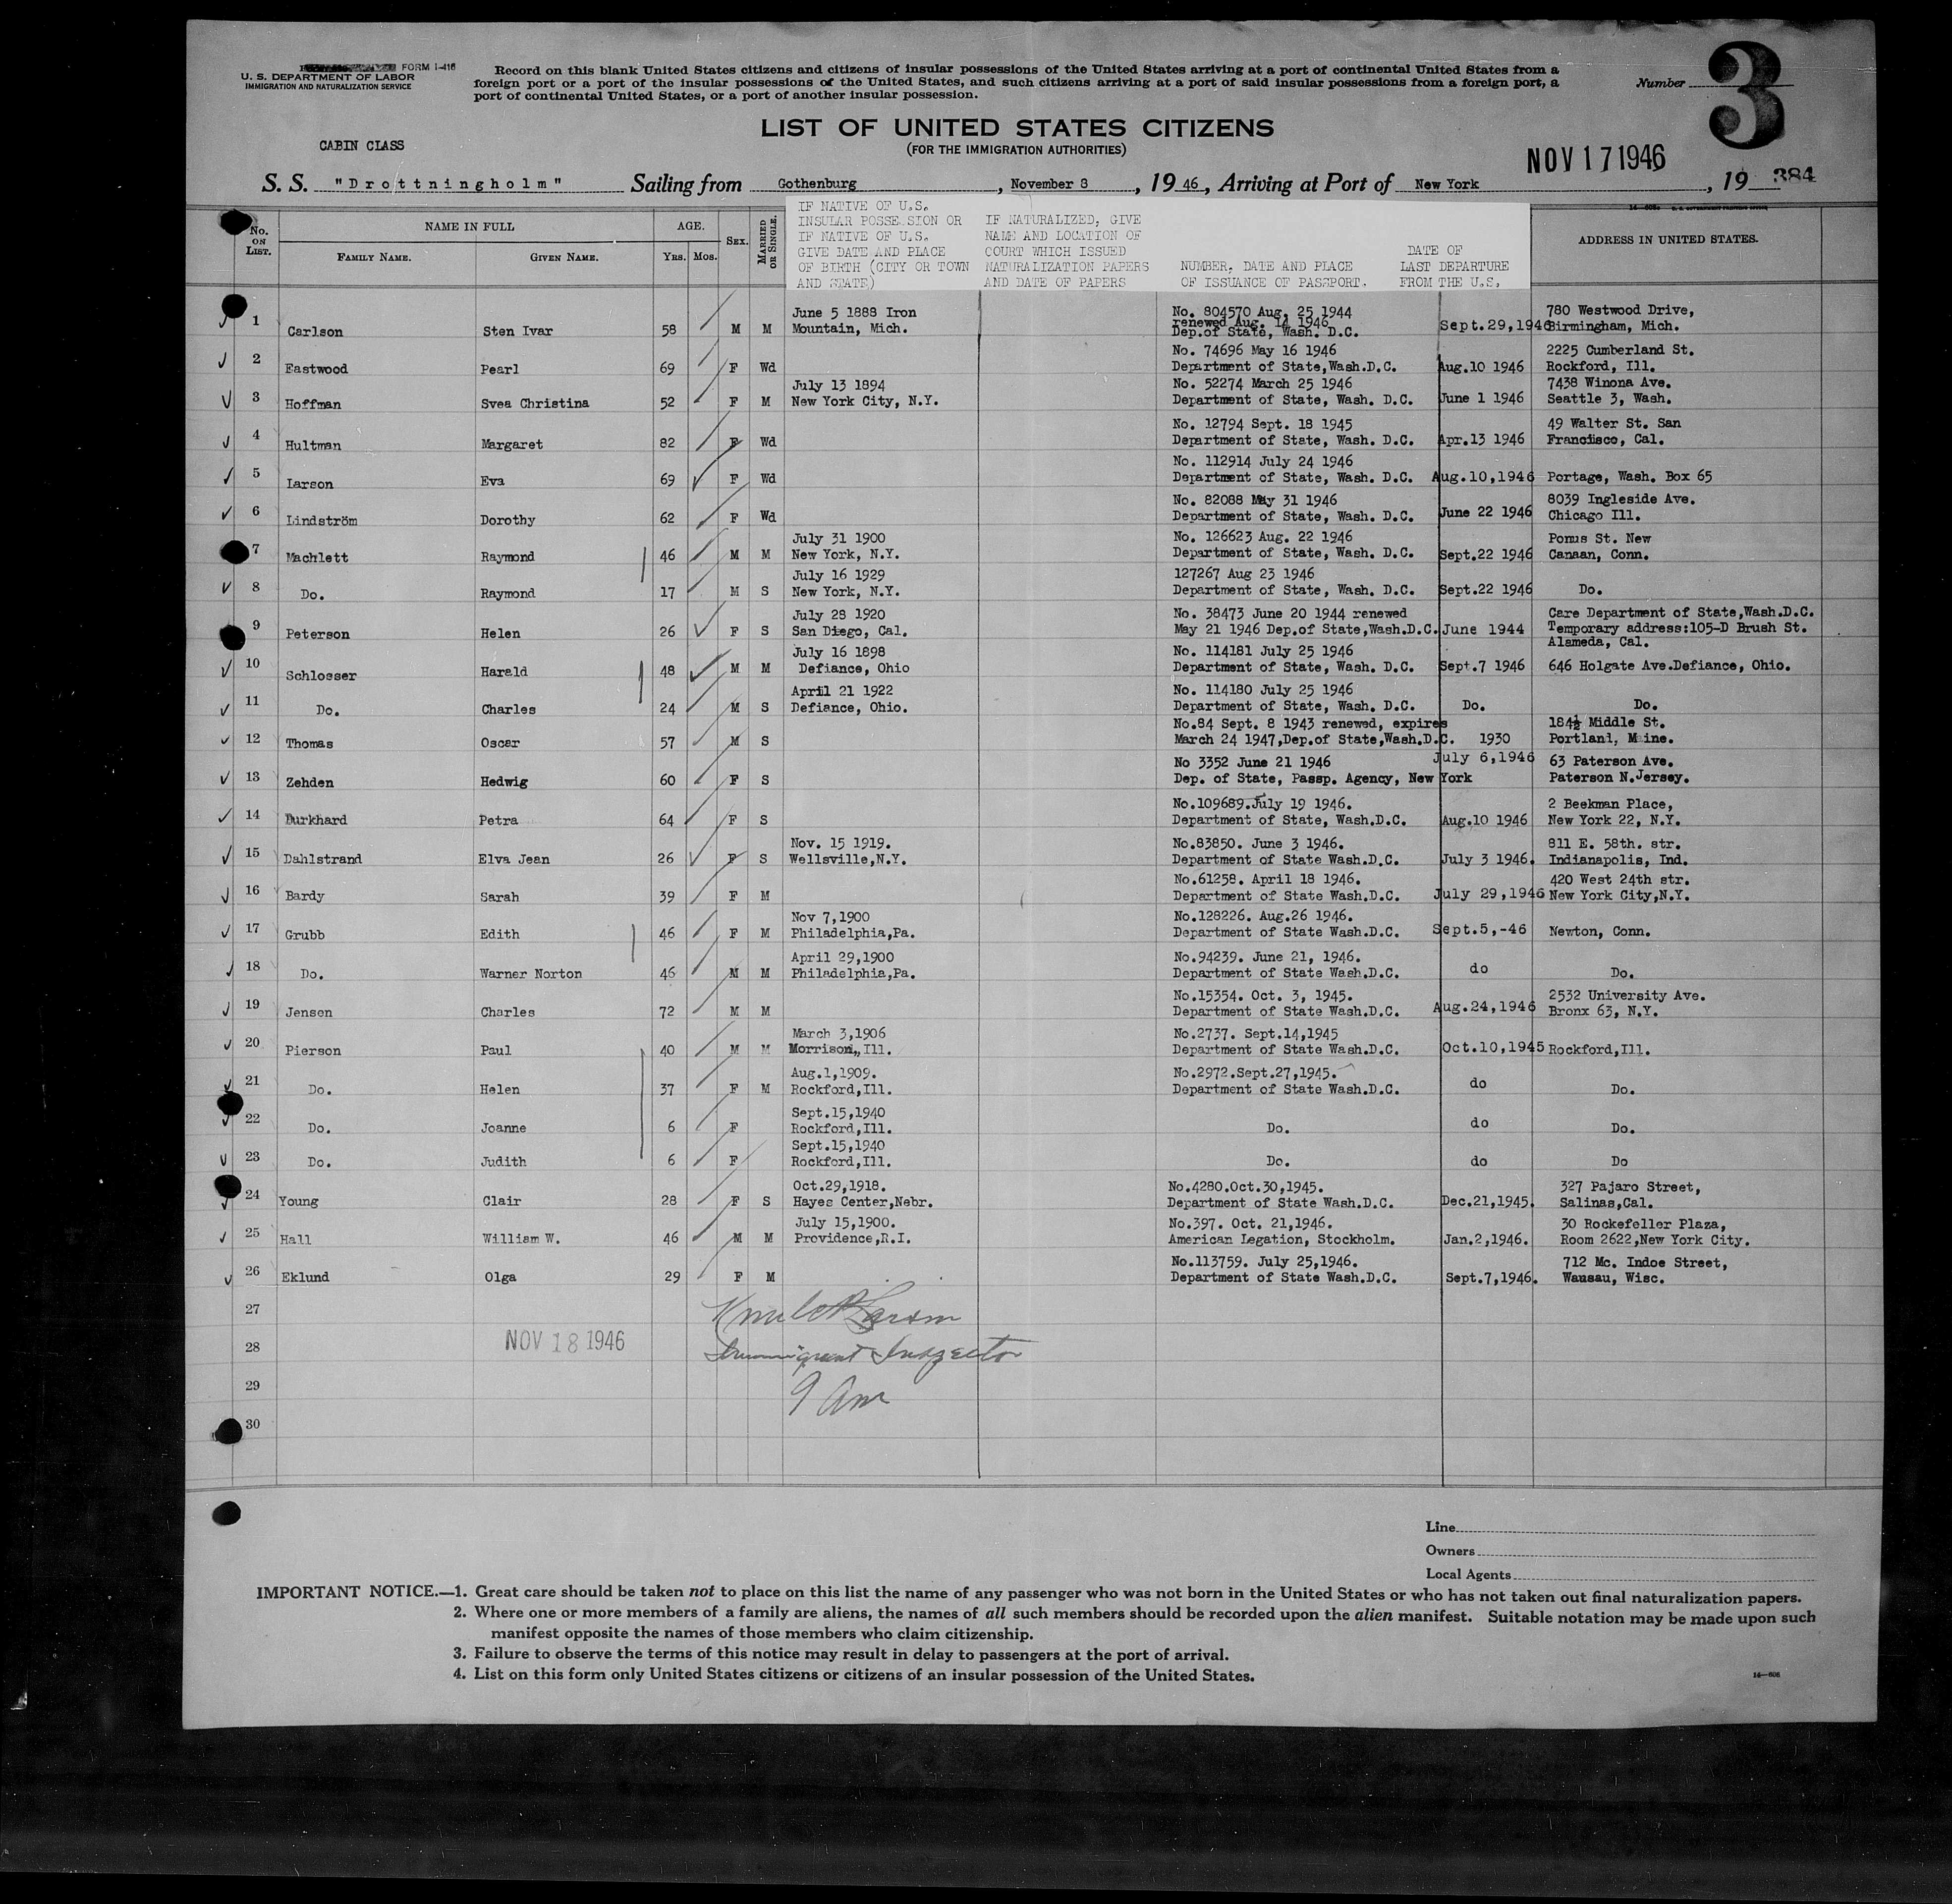 FORM I-416
U. S. DEPARTMENT OF LABOR
IMMIGRATION AND NATURALIZATION SERVICE
Record on this blank United States citizens and citizens of insular possessions of the United States arriving at a port of continental United States from a
foreign port or a port of the insular possessions of the United States, and such citizens arriving at a port of said insular possessions from a foreign port, a
port of continental United States, or a port of another insular possession.
Number 3
LIST OF UNITED STATES CITIZENS
(FOR THE IMMIGRATION AUTHORITIES)
CABIN CLASS
NOV 17 1946
S. S. "Drottningholm" Sailing from Gothenburg, November 8, 19 46, Arriving at Port of New York, 19 384
No. ON LIST.
NAME IN FULL
FAMILY NAME. GIVEN NAME.
AGE.
Yrs. Mos.
SEX.
MARRIED OR SINGLE.
IF NATIVE OF U.S.
INSULAR POSSESSION OR
IF NATIVE OF U.S.
GIVE DATE AND PLACE
OF BIRTH (CITY OR TOWN
AND STATE)
IF NATURALIZED, GIVE
NAME AND LOCATION OF
COURT WHICH ISSUED
NATURALIZATION PAPERS
AND DATE OF PAPERS
NUMBER, DATE AND PLACE
OF ISSUANCE OF PASSPORT.
DATE OF
LAST DEPARTURE
FROM THE U.S.
ADDRESS IN UNITED STATES.
June 5 1888 Iron No. 804570 Aug. 25 1944 780 Westwood Drive,
renewed Aug. 14 1946
1 Carlson Sten Ivar 58 M M Mountain, Mich. Dep.of State, Wash. D.C. Sept.29,1946 Birmingham, Mich.
No. 74696 May 16 1946 2225 Cumberland St.
2 Eastwood Pearl 69 F Wd Department of State,Wash.D.C. Aug.10 1946 Rockford, Ill.
July 13 1894 No. 52274 March 25 1946 7438 Winona Ave.
3 Hoffman Svea Christina 52 F M New York City, N.Y. Department of State, Wash. D.C. June 1 1946 Seattle 3, Wash.
No. 12794 Sept. 18 1945 49 Walter St. San
4 Hultman Margaret 82 F Wd Department of State, Wash. D.C. Apr.13 1946 Francisco, Cal.
No. 112914 July 24 1946
5 Larson Eva 69 F Wd Department of State, Wash. D.C. Aug.10,1946 Portage, Wash. Box 65
No. 82088 May 31 1946 8039 Ingleside Ave.
6 Lindström Dorothy 62 F Wd Department of State, Wash. D.C. June 22 1946 Chicago Ill.
July 31 1900 No. 126623 Aug. 22 1946 Ponus St. New
7 Machlett Raymond 46 M M New York, N.Y. Department of State, Wash. D.C. Sept.22 1946 Canaan, Conn.
July 16 1929 127267 Aug 23 1946
8 Do. Raymond 17 M S New York, N.Y. Department of State, Wash. D.C. Sept.22 1946 Do.
July 28 1920 No. 38473 June 20 1944 renewed Care Department of State,Wash.D.C.
9 Peterson Helen 26 F S San Diego, Cal. May 21 1946 Dep.of State,Wash.D.C. June 1944 Temporary address:105-D Brush St.
Alameda, Cal.
July 16 1898 No. 114181 July 25 1946
10 Schlosser Harald 48 M M Defiance, Ohio Department of State, Wash. D.C. Sept.7 1946 646 Holgate Ave.Defiance, Ohio.
April 21 1922 No. 114180 July 25 1946
11 Do. Charles 24 M S Defiance, Ohio. Department of State, Wash. D.C. Do. Do.
No.84 Sept. 8 1943 renewed, expires 184½ Middle St.
12 Thomas Oscar 57 M S March 24 1947,Dep.of State,Wash.D.C. 1930 Portland, Maine.
No 3352 June 21 1946 July 6,1946 63 Paterson Ave.
13 Zehden Hedwig 60 F S Dep. of State, Passp. Agency, New York Paterson N.Jersey.
No.109689.July 19 1946. 2 Beekman Place,
14 Burkhard Petra 64 F S Department of State, Wash.D.C. Aug.10 1946 New York 22, N.Y.
Nov. 15 1919. No.83850. June 3 1946. 811 E. 58th. str.
15 Dahlstrand Elva Jean 26 F S Wellsville,N.Y. Department of State Wash.D.C. July 3 1946. Indianapolis, Ind.
No.61258. April 18 1946. 420 West 24th str.
16 Bardy Sarah 39 F M Department of State Wash.D.C. July 29,1946 New York City,N.Y.
Nov 7,1900 No.128226. Aug.26 1946.
17 Grubb Edith 46 F M Philadelphia,Pa. Department of State Wash.D.C. Sept.5,-46 Newton, Conn.
April 29,1900 No.94239. June 21, 1946.
18 Do. Warner Norton 46 M M Philadelphia,Pa. Department of State Wash.D.C. do Do.
No.15354. Oct. 3, 1945. 2532 University Ave.
19 Jensen Charles 72 M M Department of State Wash.D.C. Aug.24,1946 Bronx 63, N.Y.
March 3,1906 No.2737. Sept.14,1945
20 Pierson Paul 40 M M Morrison,,Ill. Department of State Wash.D.C. Oct.10,1945 Rockford,Ill.
Aug.1,1909. No.2972.Sept.27,1945.
21 Do. Helen 37 F M Rockford,Ill. Department of State Wash.D.C. do Do.
Sept.15,1940
22 Do. Joanne 6 F Rockford,Ill. Do. do Do.
Sept.15,1940
23 Do. Judith 6 F Rockford,Ill. Do. do Do
Oct.29,1918. No.4280.Oct.30,1945. 327 Pajaro Street,
24 Young Clair 28 F S Hayes Center,Nebr. Department of State Wash.D.C. Dec.21,1945. Salinas,Cal.
July 15,1900. No.397. Oct. 21,1946. 30 Rockefeller Plaza,
25 Hall William W. 46 M M Providence,R.I. American Legation, Stockholm. Jan.2,1946. Room 2622,New York City.
No.113759. July 25,1946. 712 Mc. Indoe Street,
26 Eklund Olga 29 F M Department of State Wash.D.C. Sept.7,1946. Wausau, Wisc.
27
28 NOV 18 1946 Immigrant Inspector
29 9 Am
30
Line
Owners
Local Agents
IMPORTANT NOTICE.—1. Great care should be taken not to place on this list the name of any passenger who was not born in the United States or who has not taken out final naturalization papers.
2. Where one or more members of a family are aliens, the names of all such members should be recorded upon the alien manifest. Suitable notation may be made upon such
manifest opposite the names of those members who claim citizenship.
3. Failure to observe the terms of this notice may result in delay to passengers at the port of arrival.
4. List on this form only United States citizens or citizens of an insular possession of the United States.